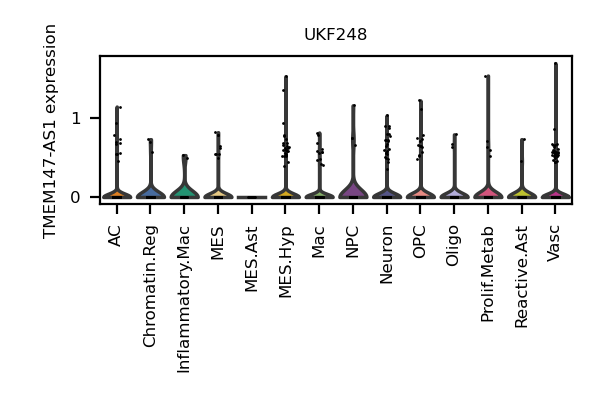 UKF248
TMEM147-AS1 expression
1
0
AC
Chromatin.Reg
Inflammatory.Mac
MES
MES.Ast
MES.Hyp
Mac
NPC
Neuron
OPC
Oligo
Prolif.Metab
Reactive.Ast
Vasc